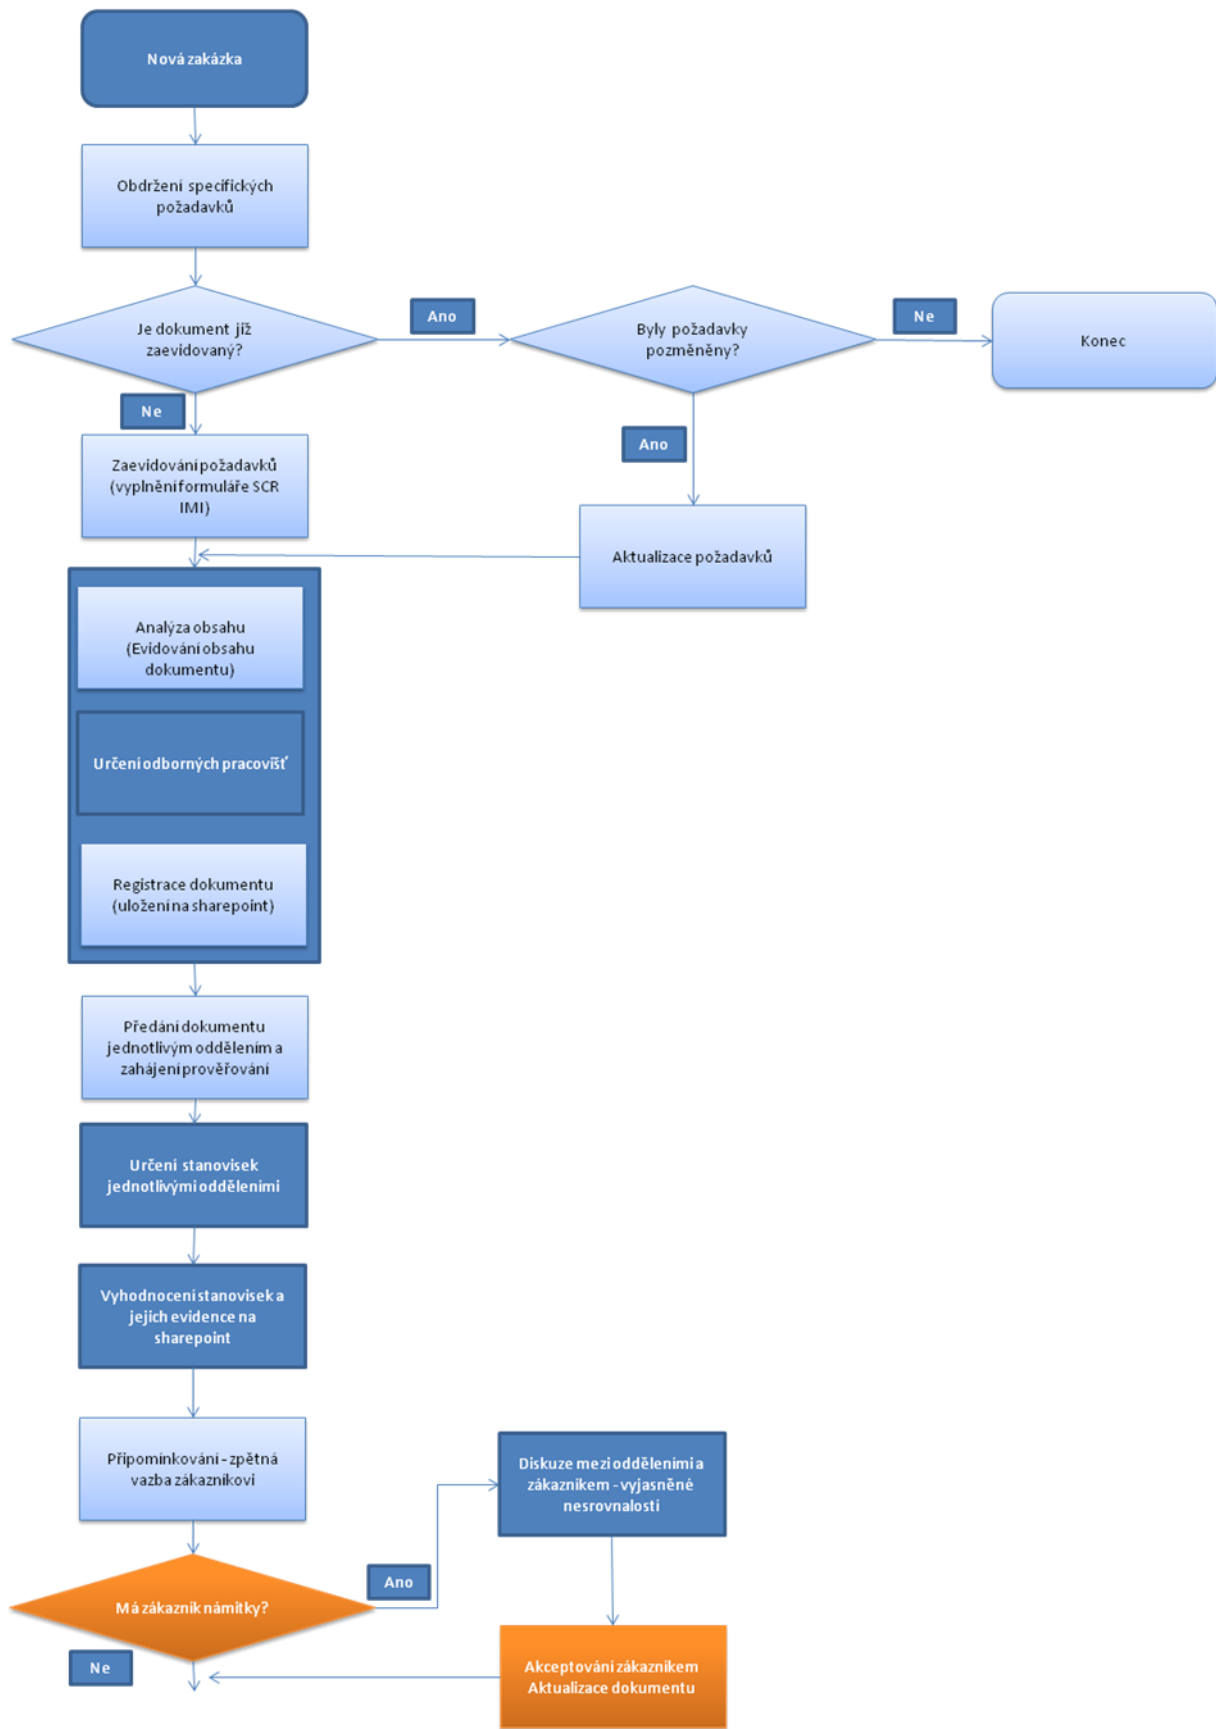 Nová zakázka
Obdržení specifických
požadavků
Je dokument jíž
zaevidovaný?
Ano
Byly požadavky
pozměněny?
Ne
Konec
Ne
Ano
Zaevidování požadavků
(vyplnění formuláře SCR
IMI)
Aktualizace požadavků
Analýza obsahu
(Evidování obsahu
dokumentu)
Určení odborných pracovíšť
Registrace dokumentu
(uložení na sharepoint)
Předání dokumentu
jednotlivým oddělením a
zahájení prověřování
Určení stanovisek
jednotlivými odděleními
Vyhodnocení stanovisek a
jejich evidence na
sharepoint
Připomínkování - zpětná
vazba zákazníkovi
Diskuze mezi odděleními a
zákazníkem - vyjasněné
nesrovnalostí
Ano
Má zákazník námitky?
Ne
Akceptování zákazníkem
Aktualizace dokumentu